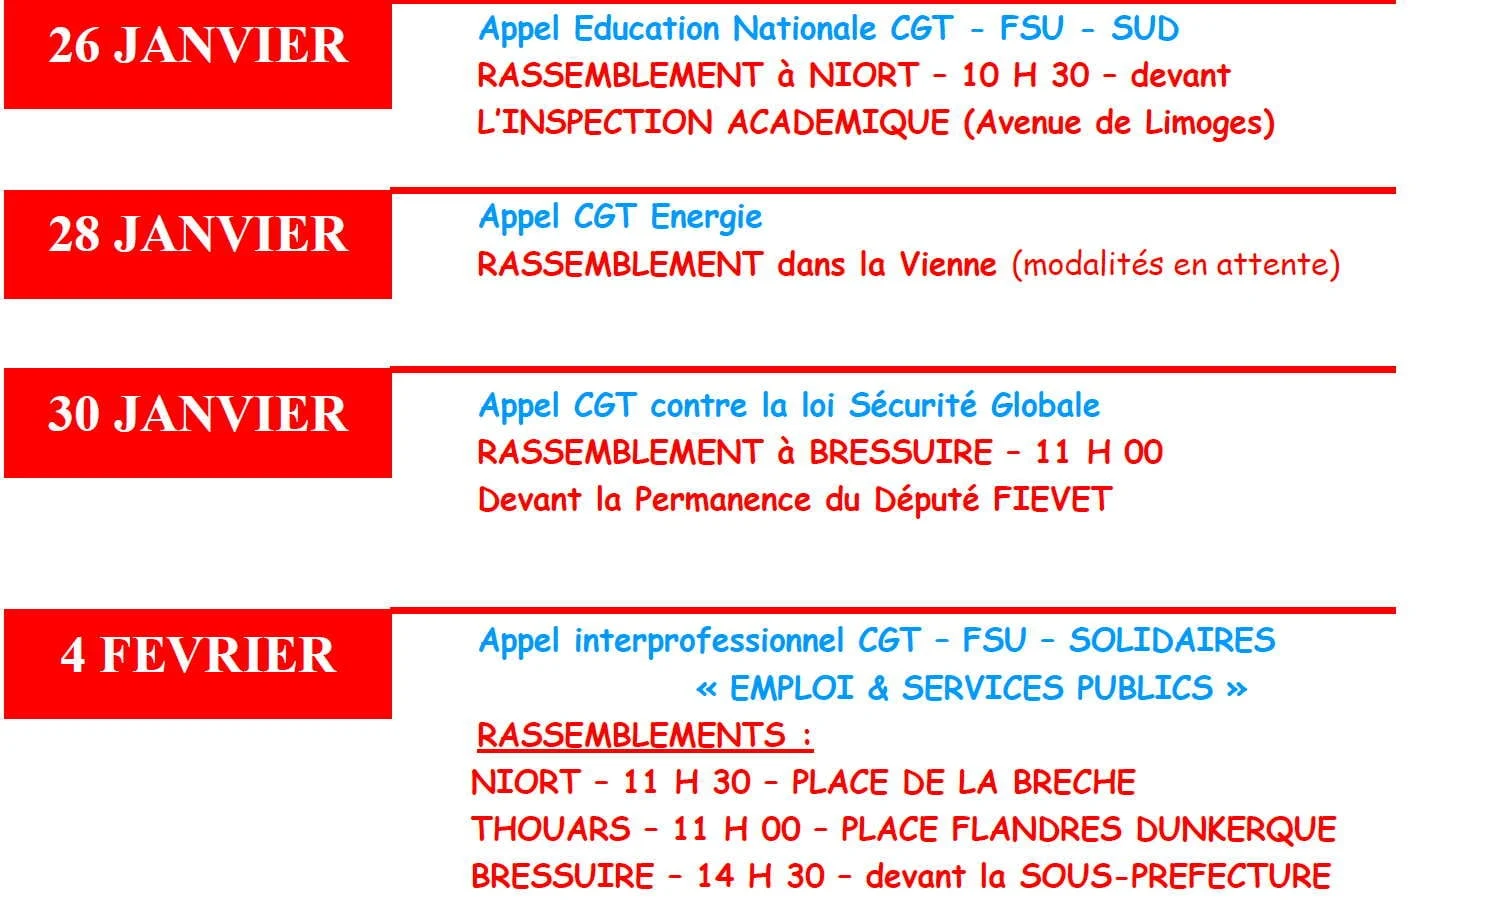 26 JANVIER
Appel Education Nationale CGT - FSU - SUD
RASSEMBLEMENT à NIORT – 10 H 30 – devant
L’INSPECTION ACADEMIQUE (Avenue de Limoges)
28 JANVIER
Appel CGT Energie
RASSEMBLEMENT dans la Vienne (modalités en attente)
30 JANVIER
Appel CGT contre la loi Sécurité Globale
RASSEMBLEMENT à BRESSUIRE – 11 H 00
Devant la Permanence du Député FIEVET
4 FEVRIER
Appel interprofessionnel CGT – FSU – SOLIDAIRES
« EMPLOI & SERVICES PUBLICS »
RASSEMBLEMENTS :
NIORT – 11 H 30 – PLACE DE LA BRECHE
THOUARS – 11 H 00 – PLACE FLANDRES DUNKERQUE
BRESSUIRE – 14 H 30 – devant la SOUS-PREFECTURE